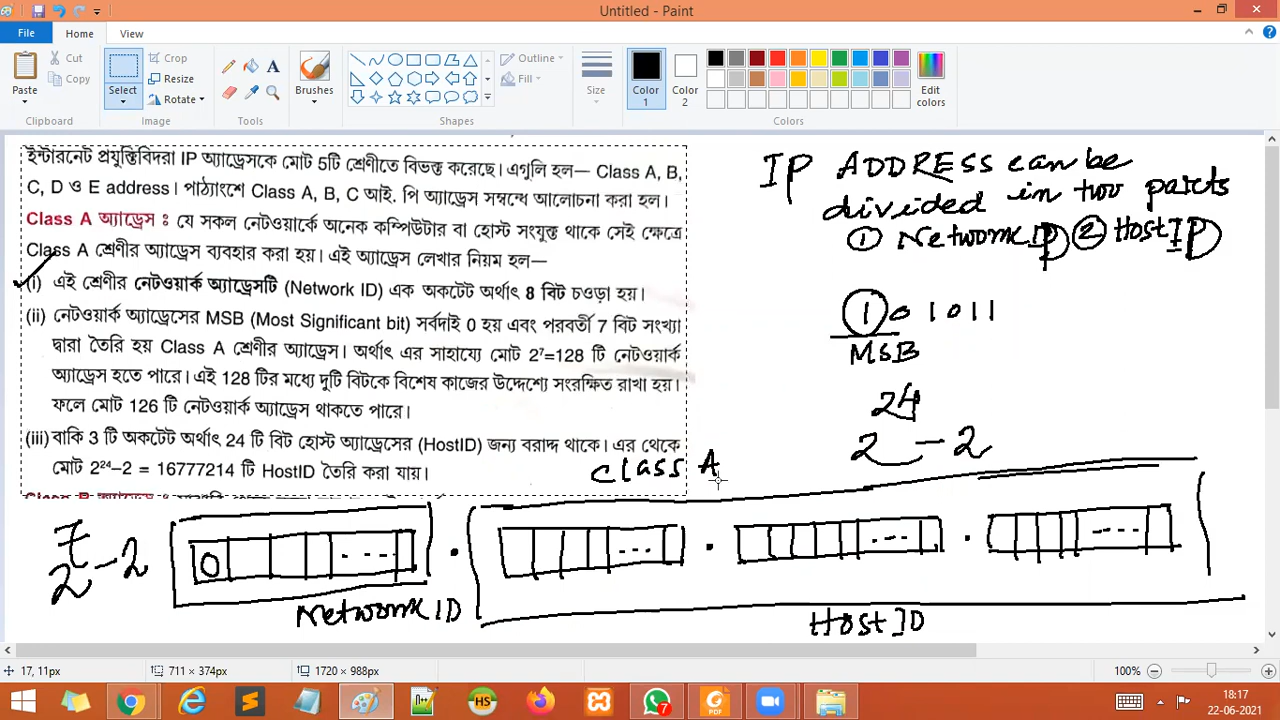 Untitled - Paint
File
Home
View
Paste
Cut
Copy
Clipboard
Select
Crop
Resize
Rotate
Image
Tools
Brushes
Outline
Fill
Shapes
Size
Color 1
Color 2
Edit colors
Colors
ইন্টারনেট প্রযুক্তিবিদরা IP অ্যাড্রেসকে মোট 5টি শ্রেণীতে বিভক্ত করেছে। এগুলি হল— Class A, B,
C, D ও E address। পাঠ্যাংশে Class A, B, C আই. পি অ্যাড্রেস সম্বন্ধে আলোচনা করা হল।
Class A অ্যাড্রেস : যে সকল নেটওয়ার্কে অনেক কম্পিউটার বা হোস্ট সংযুক্ত থাকে সেই ক্ষেত্রে
Class A শ্রেণীর অ্যাড্রেস ব্যবহার করা হয়। এই অ্যাড্রেস লেখার নিয়ম হল—
(i) এই শ্রেণীর নেটওয়ার্ক অ্যাড্রেসটি (Network ID) এক অকটেট অর্থাৎ 8 বিট চওড়া হয়।
(ii) নেটওয়ার্ক অ্যাড্রেসের MSB (Most Significant bit) সর্বদাই 0 হয় এবং পরবর্তী 7 বিট সংখ্যা
দ্বারা তৈরি হয় Class A শ্রেণীর অ্যাড্রেস। অর্থাৎ এর সাহায্যে মোট 2⁷=128 টি নেটওয়ার্ক
অ্যাড্রেস হতে পারে। এই 128 টির মধ্যে দুটি বিটকে বিশেষ কাজের উদ্দেশ্যে সংরক্ষিত রাখা হয়।
ফলে মোট 126 টি নেটওয়ার্ক অ্যাড্রেস থাকতে পারে।
(iii) বাকি 3 টি অকটেট অর্থাৎ 24 টি বিট হোস্ট অ্যাড্রেসের (HostID) জন্য বরাদ্দ থাকে। এর থেকে
মোট 2²⁴–2 = 16777214 টি HostID তৈরি করা যায়।
IP ADDRESS can be
divided in two parts
① Network ID ② Host ID
1 0 1 0 1 1
MSB
2²⁴ - 2
Class A
2⁷ - 2
0 ---- . --- . --- . ----
Network ID
Host ID
17, 11px
711 × 374px
1720 × 988px
100%
18:17
22-06-2021